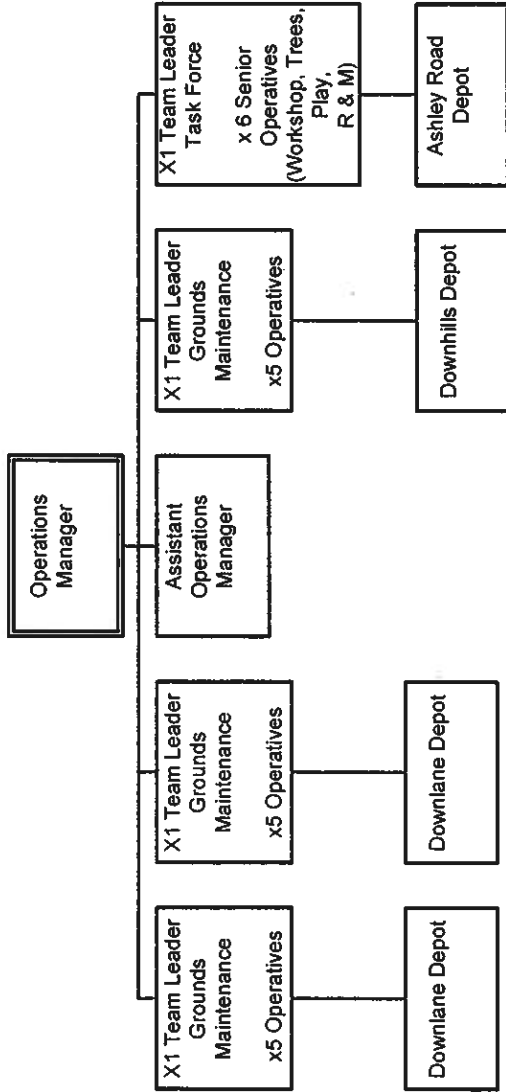 Operations
Manager
X1 Team Leader
Grounds
Maintenance
x5 Operatives
X1 Team Leader
Grounds
Maintenance
x5 Operatives
Assistant
Operations
Manager
X1 Team Leader
Grounds
Maintenance
x5 Operatives
X1 Team Leader
Task Force
x 6 Senior
Operatives
(Workshop, Trees,
Play,
R & M)
Downlane Depot
Downlane Depot
Downhills Depot
Ashley Road
Depot